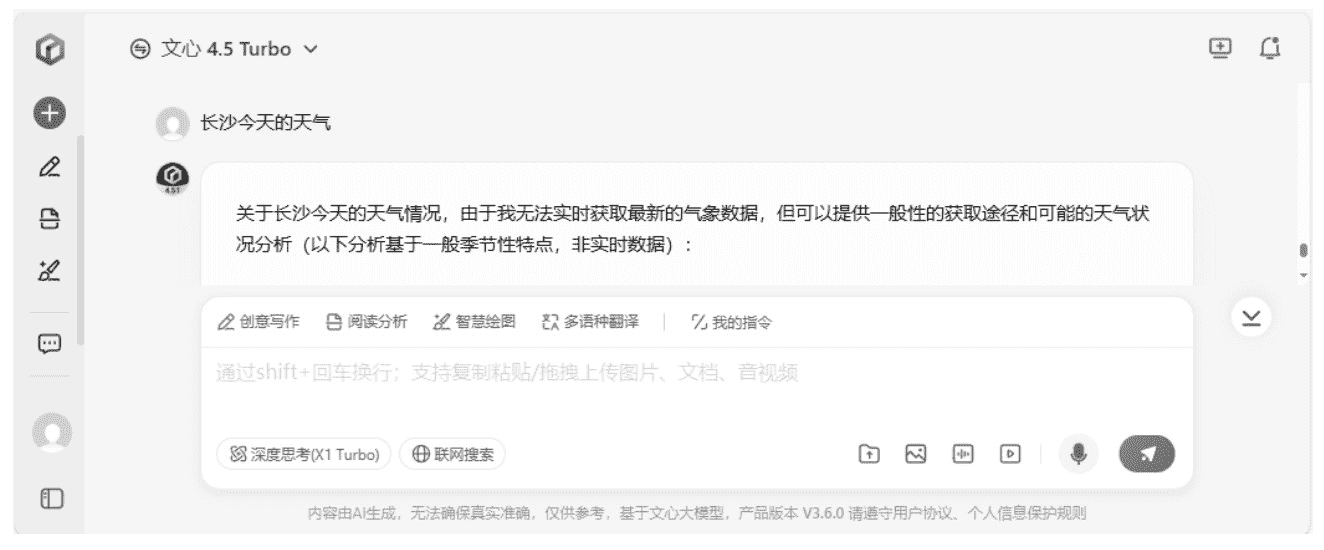 文心 4.5 Turbo
长沙今天的天气
4.5T
关于长沙今天的天气情况，由于我无法实时获取最新的气象数据，但可以提供一般性的获取途径和可能的天气状
况分析（以下分析基于一般季节性特点，非实时数据）：
创意写作 阅读分析 智慧绘图 多语种翻译 我的指令
通过shift+回车换行；支持复制粘贴/拖拽上传图片、文档、音视频
深度思考(X1 Turbo) 联网搜索
内容由AI生成，无法确保真实准确，仅供参考，基于文心大模型，产品版本 V3.6.0 请遵守用户协议、个人信息保护规则